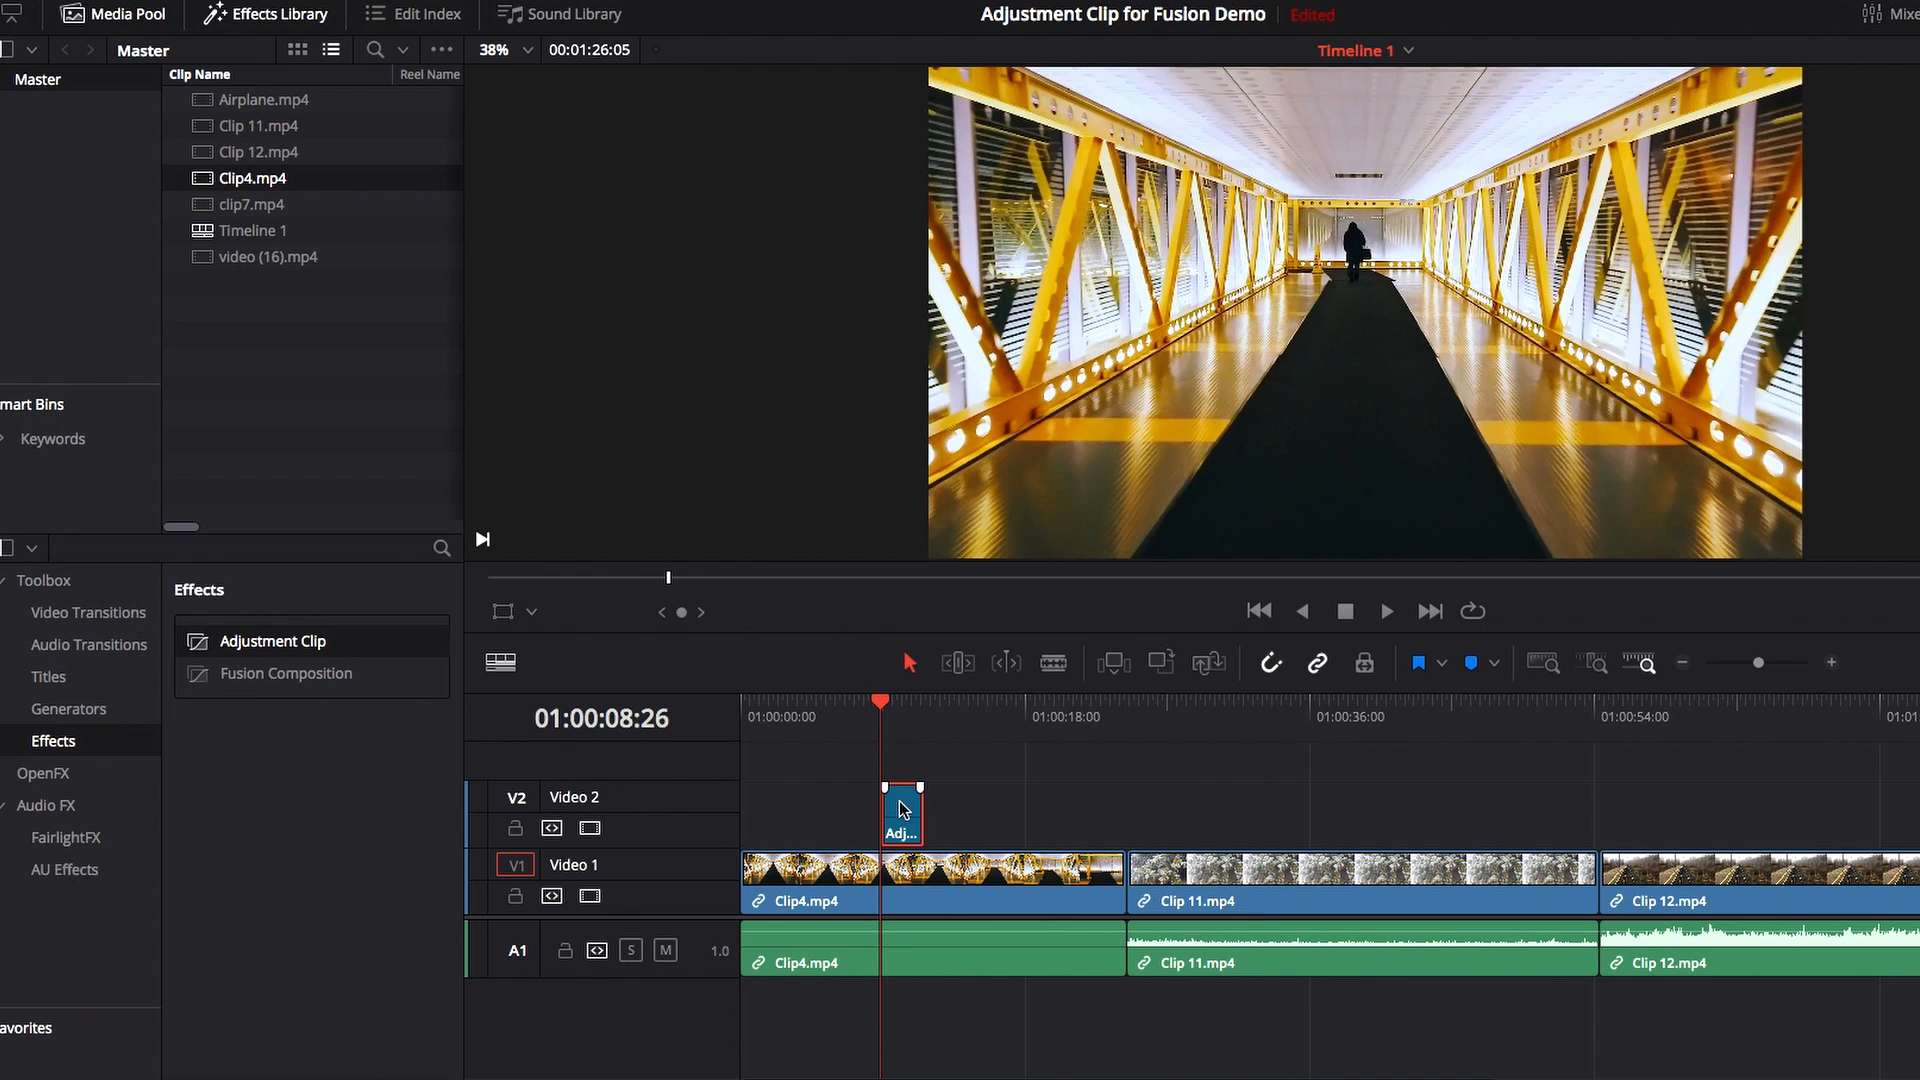 Media Pool
Effects Library
Edit Index
Sound Library
Adjustment Clip for Fusion Demo
Edited
Mixe
Master
38%
00:01:26:05
Timeline 1
Master
Clip Name
Reel Name
Airplane.mp4
Clip 11.mp4
Clip 12.mp4
Clip4.mp4
clip7.mp4
Timeline 1
video (16).mp4
mart Bins
Keywords
Toolbox
Video Transitions
Audio Transitions
Titles
Generators
Effects
OpenFX
Audio FX
FairlightFX
AU Effects
avorites
Effects
Adjustment Clip
Fusion Composition
01:00:08:26
01:00:00:00
01:00:18:00
01:00:36:00
01:00:54:00
01:01
V2
Video 2
Adj...
V1
Video 1
Clip4.mp4
Clip 11.mp4
Clip 12.mp4
A1
S
M
1.0
Clip4.mp4
Clip 11.mp4
Clip 12.mp4